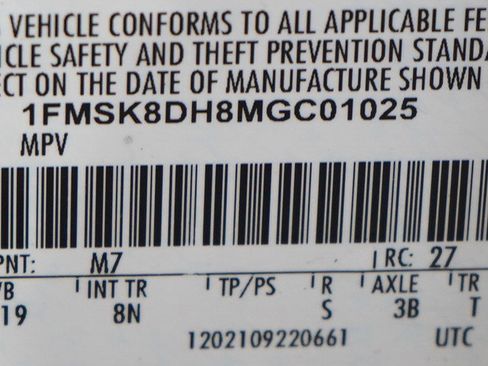 VEHICLE CONFORMS TO ALL APPLICABLE FE
VEHICLE SAFETY AND THEFT PREVENTION STANDA
ECT ON THE DATE OF MANUFACTURE SHOWN
1FMSK8DH8MGC01025
MPV
PNT: M7 RC: 27
/B INT TR TP/PS R AXLE TR
19 8N S 3B T
1202109220661 UTC